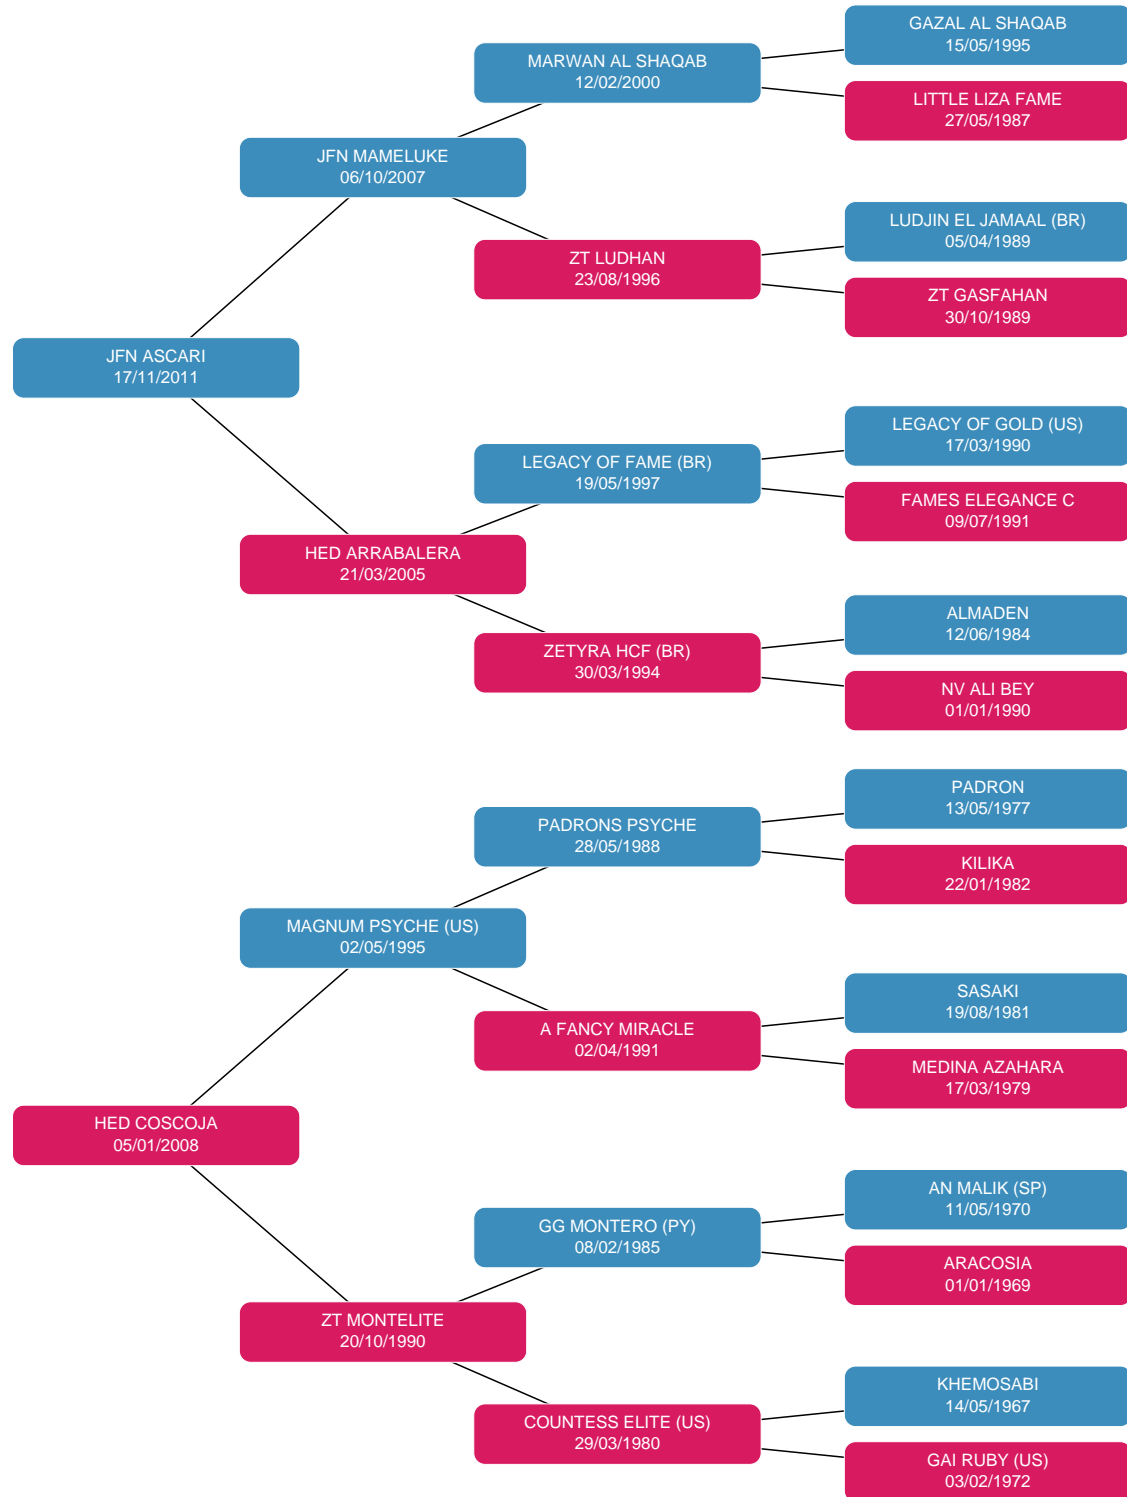 GAZAL AL SHAQAB
15/05/1995
MARWAN AL SHAQAB
12/02/2000
LITTLE LIZA FAME
27/05/1987
JFN MAMELUKE
06/10/2007
LUDJIN EL JAMAAL (BR)
05/04/1989
ZT LUDHAN
23/08/1996
ZT GASFAHAN
30/10/1989
JFN ASCARI
17/11/2011
LEGACY OF GOLD (US)
17/03/1990
LEGACY OF FAME (BR)
19/05/1997
FAMES ELEGANCE C
09/07/1991
HED ARRABALERA
21/03/2005
ALMADEN
12/06/1984
ZETYRA HCF (BR)
30/03/1994
NV ALI BEY
01/01/1990
PADRON
13/05/1977
PADRONS PSYCHE
28/05/1988
KILIKA
22/01/1982
MAGNUM PSYCHE (US)
02/05/1995
SASAKI
19/08/1981
A FANCY MIRACLE
02/04/1991
MEDINA AZAHARA
17/03/1979
HED COSCOJA
05/01/2008
AN MALIK (SP)
11/05/1970
GG MONTERO (PY)
08/02/1985
ARACOSIA
01/01/1969
ZT MONTELITE
20/10/1990
KHEMOSABI
14/05/1967
COUNTESS ELITE (US)
29/03/1980
GAI RUBY (US)
03/02/1972